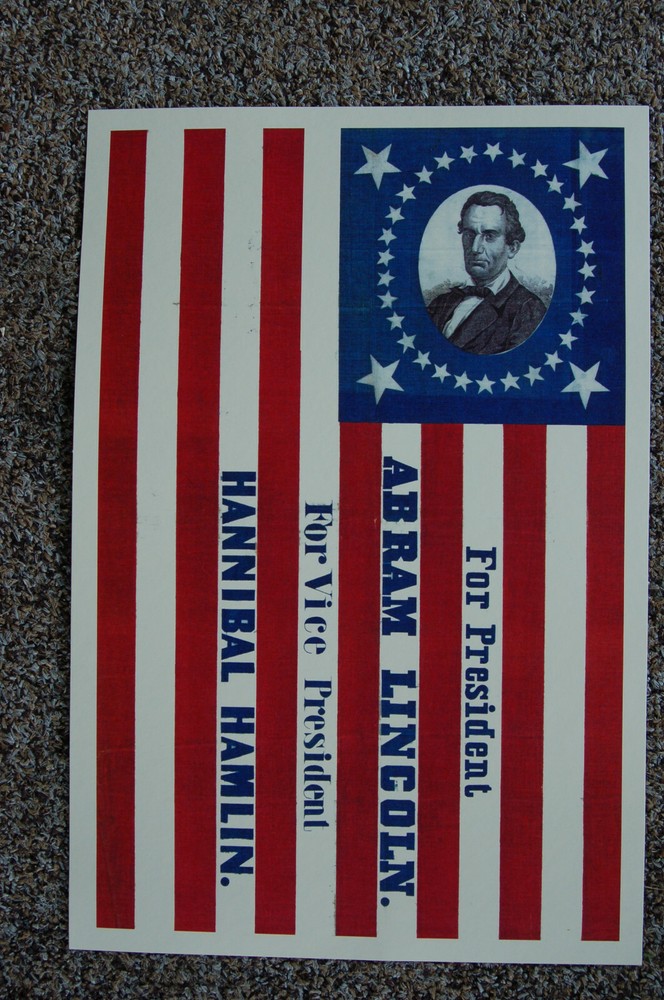 For President
ABRAM LINCOLN.
For Vice President
HANNIBAL HAMLIN.